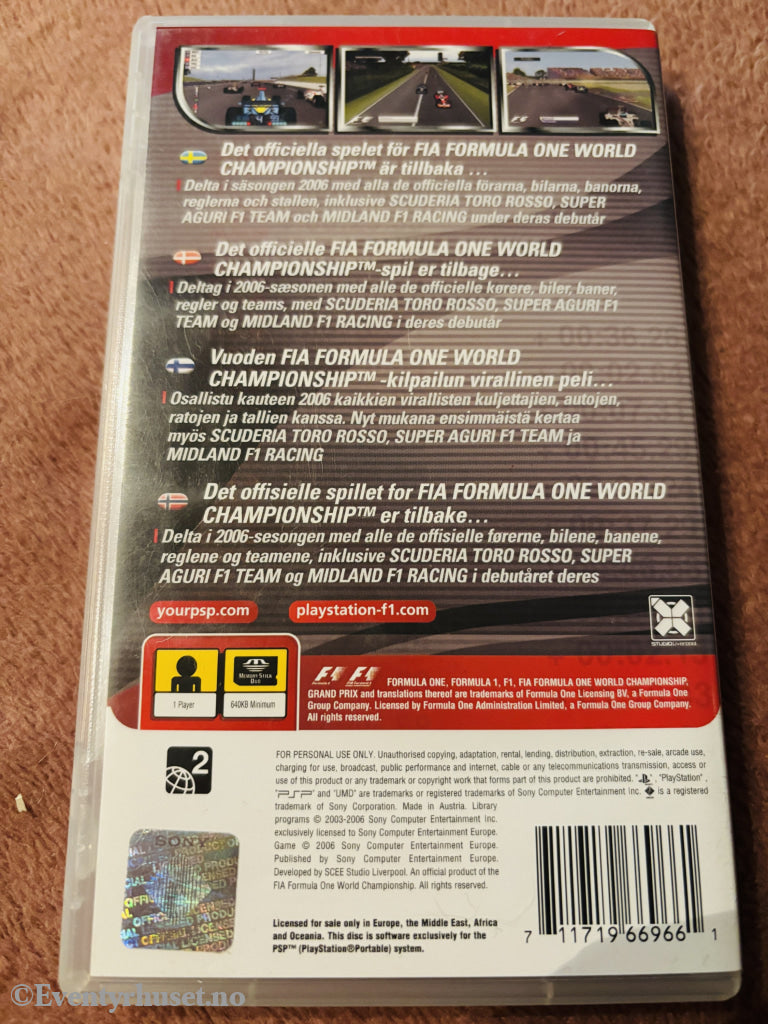 Det officiella spelet för FIA FORMULA ONE WORLD
CHAMPIONSHIP™ är tillbaka ...
Delta i säsongen 2006 med alla de officiella förarna, bilarna, banorna,
reglerna och stallen, inklusive SCUDERIA TORO ROSSO, SUPER
AGURI F1 TEAM och MIDLAND F1 RACING under deras debutår
Det officielle FIA FORMULA ONE WORLD
CHAMPIONSHIP™-spil er tilbage...
Deltag i 2006-sæsonen med alle de officielle kørere, biler, baner,
regler og teams, med SCUDERIA TORO ROSSO, SUPER AGURI F1
TEAM og MIDLAND F1 RACING i deres debutår
Vuoden FIA FORMULA ONE WORLD
CHAMPIONSHIP™ -kilpailun virallinen peli...
Osallistu kauteen 2006 kaikkien virallisten kuljettajien, autojen,
ratojen ja tallien kanssa. Nyt mukana ensimmäistä kertaa
myös SCUDERIA TORO ROSSO, SUPER AGURI F1 TEAM ja
MIDLAND F1 RACING
Det offisielle spillet for FIA FORMULA ONE WORLD
CHAMPIONSHIP™ er tilbake...
Delta i 2006-sesongen med alle de offisielle førerne, bilene, banene,
reglene og teamene, inklusive SCUDERIA TORO ROSSO, SUPER
AGURI F1 TEAM og MIDLAND F1 RACING i debutåret deres
yourpsp.com playstation-f1.com
STUDIO Liverpool
1 Player
MEMORY STICK
DUO
640KB Minimum
F1 F1
FORMULA ONE, FORMULA 1, F1, FIA FORMULA ONE WORLD CHAMPIONSHIP,
GRAND PRIX and translations thereof are trademarks of Formula One Licensing BV, a Formula One
Group Company. Licensed by Formula One Administration Limited, a Formula One Group Company.
All rights reserved.
2
FOR PERSONAL USE ONLY. Unauthorised copying, adaptation, rental, lending, distribution, extraction, re-sale, arcade use,
charging for use, broadcast, public performance and internet, cable or any telecommunications transmission, access or
use of this product or any trademark or copyright work that forms part of this product are prohibited. " ", "PlayStation",
"PSP" and "UMD" are trademarks or registered trademarks of Sony Computer Entertainment Inc. is a registered
trademark of Sony Corporation. Made in Austria. Library
programs © 2003-2006 Sony Computer Entertainment Inc.
exclusively licensed to Sony Computer Entertainment Europe.
Game © 2006 Sony Computer Entertainment Europe.
Published by Sony Computer Entertainment Europe.
Developed by SCEE Studio Liverpool. An official product of the
FIA Formula One World Championship. All rights reserved.
SONY
Licensed for sale only in Europe, the Middle East, Africa
and Oceania. This disc is software exclusively for the
PSP™ (PlayStation®Portable) system.
7 11719 66966 1
©Eventyrhuset.no